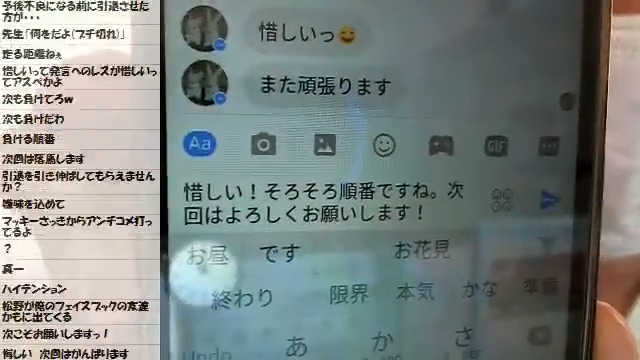 予後不良になる前に引退させた
方が・・・
先生「何をだよ(ブチ切れ)」
走る距離ねぇ
惜しいって発言へのレスが惜しいっ
てアスペかよ
次も負けてろw
次も負けだわ
負ける順番
次回は落馬します
引退を引き伸ばしてもらえません
か？
嫌味を込めて
マッキーさっきからアンチコメ打っ
てるよ
？
真一
ハイテンション
松野が俺のフェイスブックの友達
かもに出てくる
次こそお願いしますっ！
悔しい 次回はがんばります
惜しいっ😅
また頑張ります
Aa
GIF
惜しい！そろそろ順番ですね。次
回はよろしくお願いします！
お昼 です お花見
終わり 限界 本気 かな 準備
Undo あ か さ